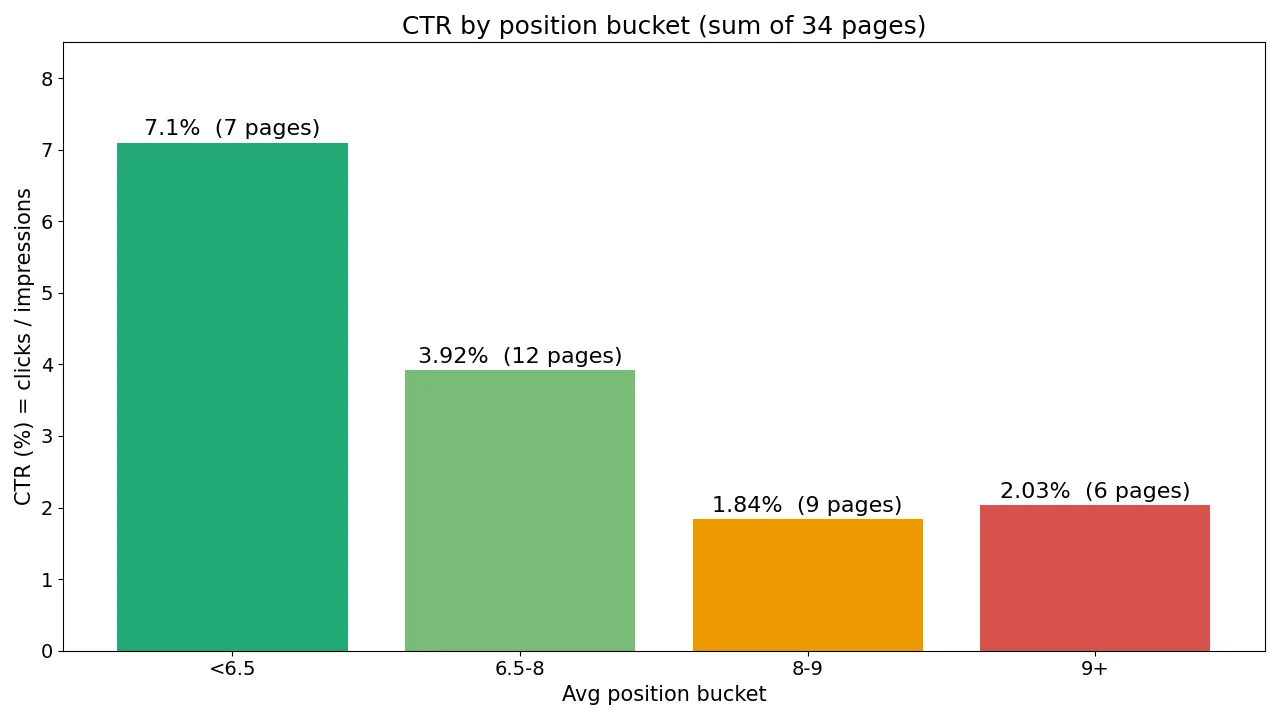 CTR by position bucket (sum of 34 pages)
CTR (%) = clicks / impressions
8
7
6
5
4
3
2
1
0
7.1%  (7 pages)
3.92%  (12 pages)
1.84%  (9 pages)
2.03%  (6 pages)
<6.5
6.5-8
8-9
9+
Avg position bucket